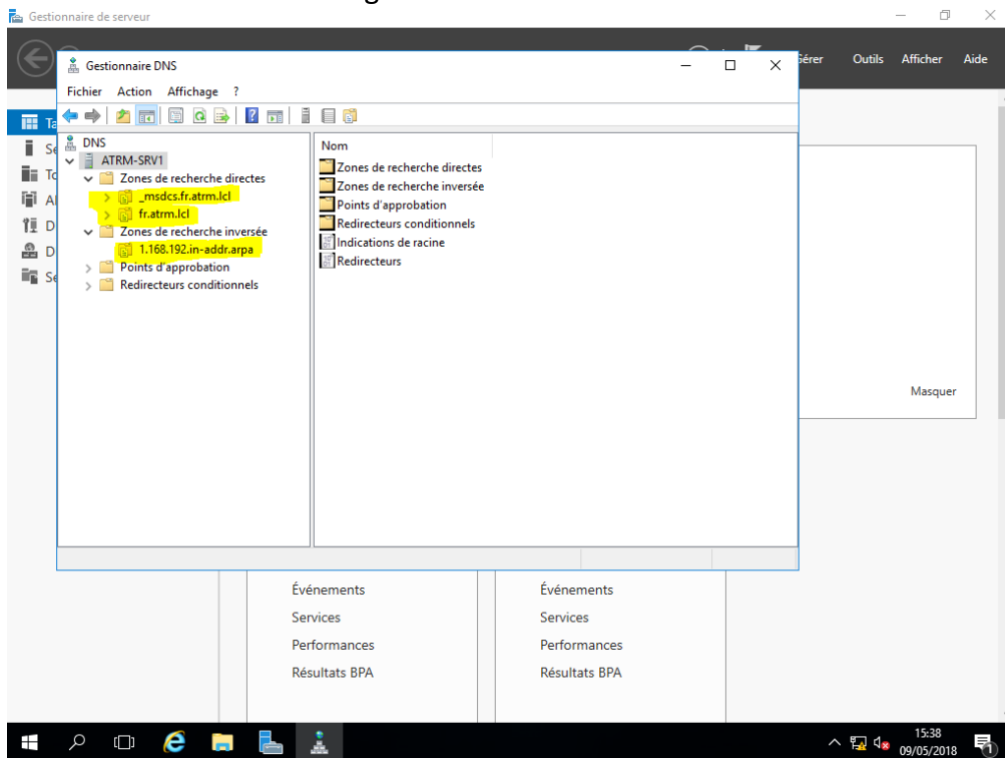 Gestionnaire de serveur
Gérer Outils Afficher Aide
Gestionnaire DNS
Fichier Action Affichage ?
DNS
ATRM-SRV1
Zones de recherche directes
_msdcs.fr.atrm.lcl
fr.atrm.lcl
Zones de recherche inversée
1.168.192.in-addr.arpa
Points d'approbation
Redirecteurs conditionnels
Nom
Zones de recherche directes
Zones de recherche inversée
Points d'approbation
Redirecteurs conditionnels
Indications de racine
Redirecteurs
Masquer
Événements
Services
Performances
Résultats BPA
Événements
Services
Performances
Résultats BPA
15:38
09/05/2018
1